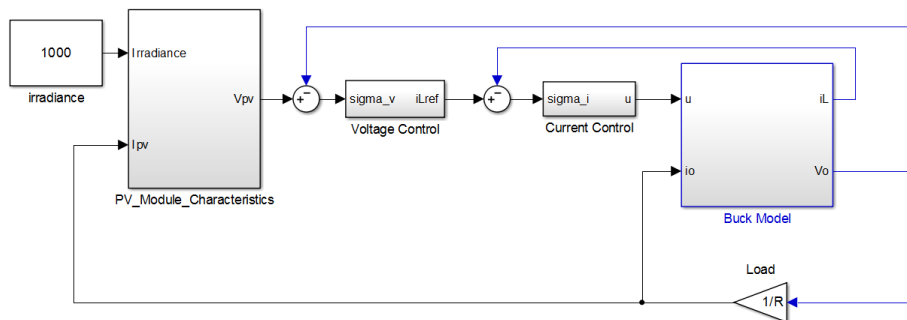 1000
irradiance
Irradiance
Ipv
Vpv
PV_Module_Characteristics
+
−
sigma_v
iLref
Voltage Control
+
−
sigma_i
u
Current Control
u
io
iL
Vo
Buck Model
Load
1/R